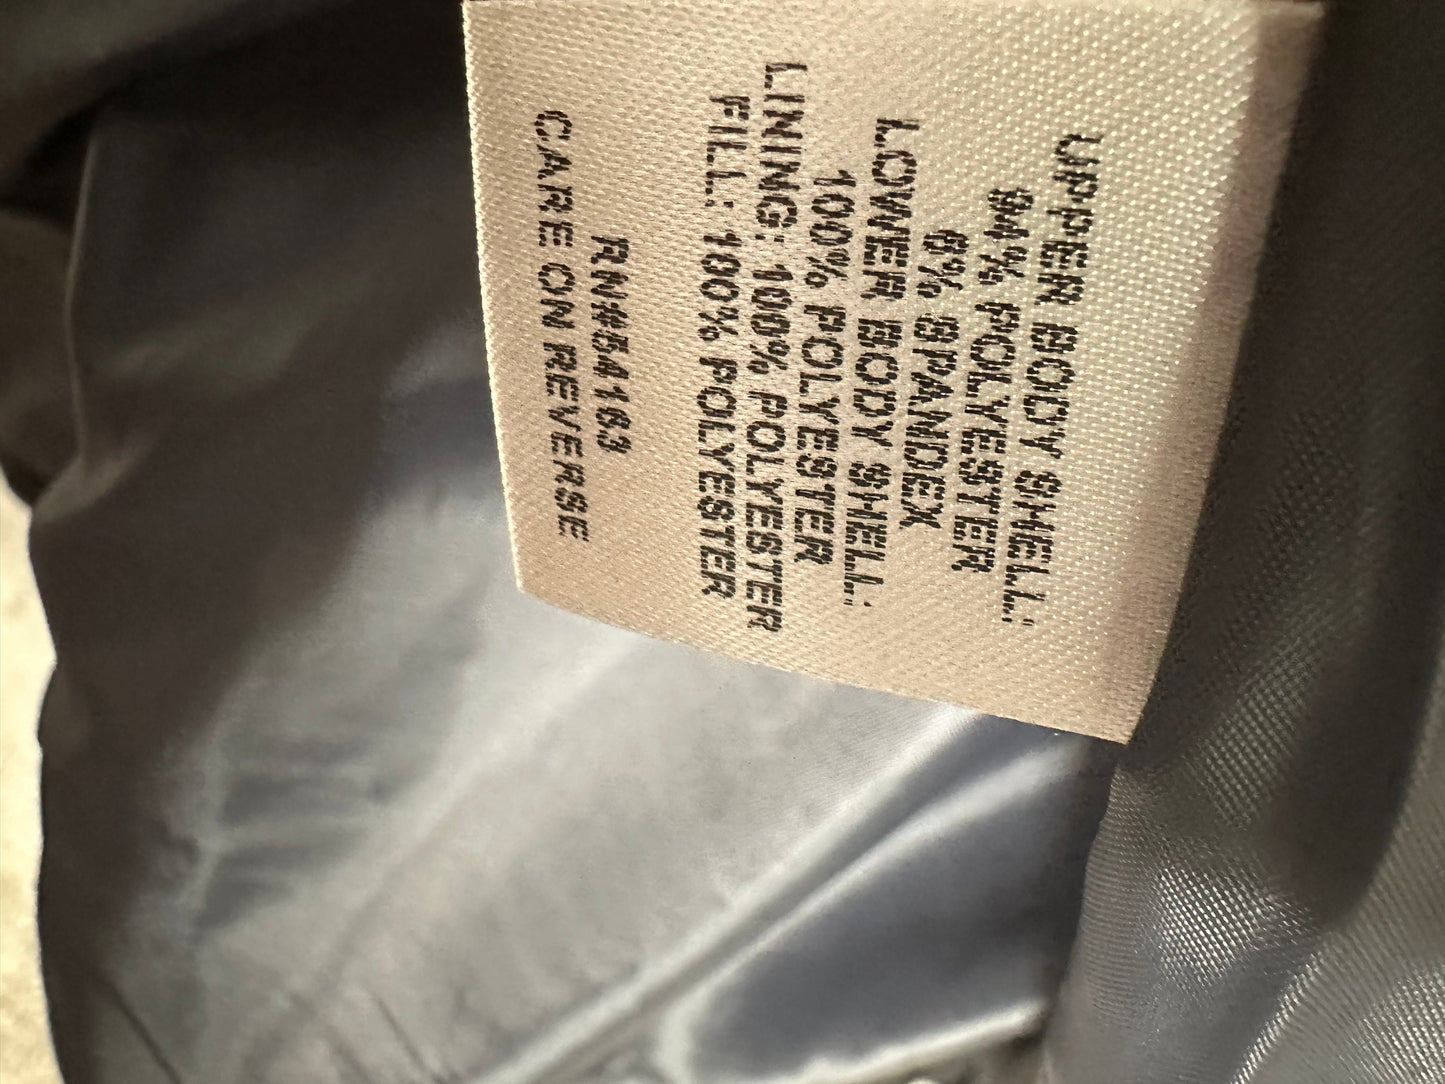 UPPER BODY SHELL:
94% POLYESTER
6% SPANDEX
LOWER BODY SHELL:
100% POLYESTER
LINING: 100% POLYESTER
FILL: 100% POLYESTER
RN#54163
CARE ON REVERSE